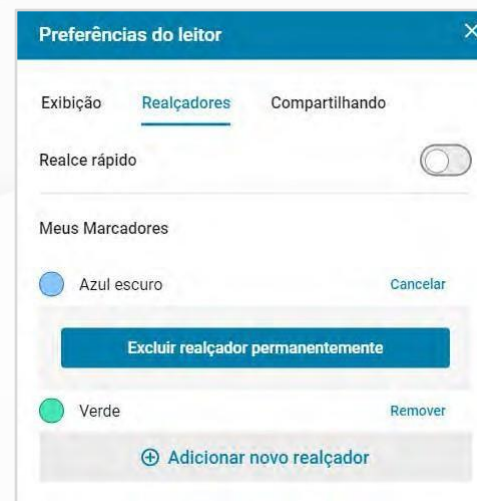 Preferências do leitor
Exibição Realçadores Compartilhando
Realce rápido
Meus Marcadores
Azul escuro Cancelar
Excluir realçador permanentemente
Verde Remover
Adicionar novo realçador